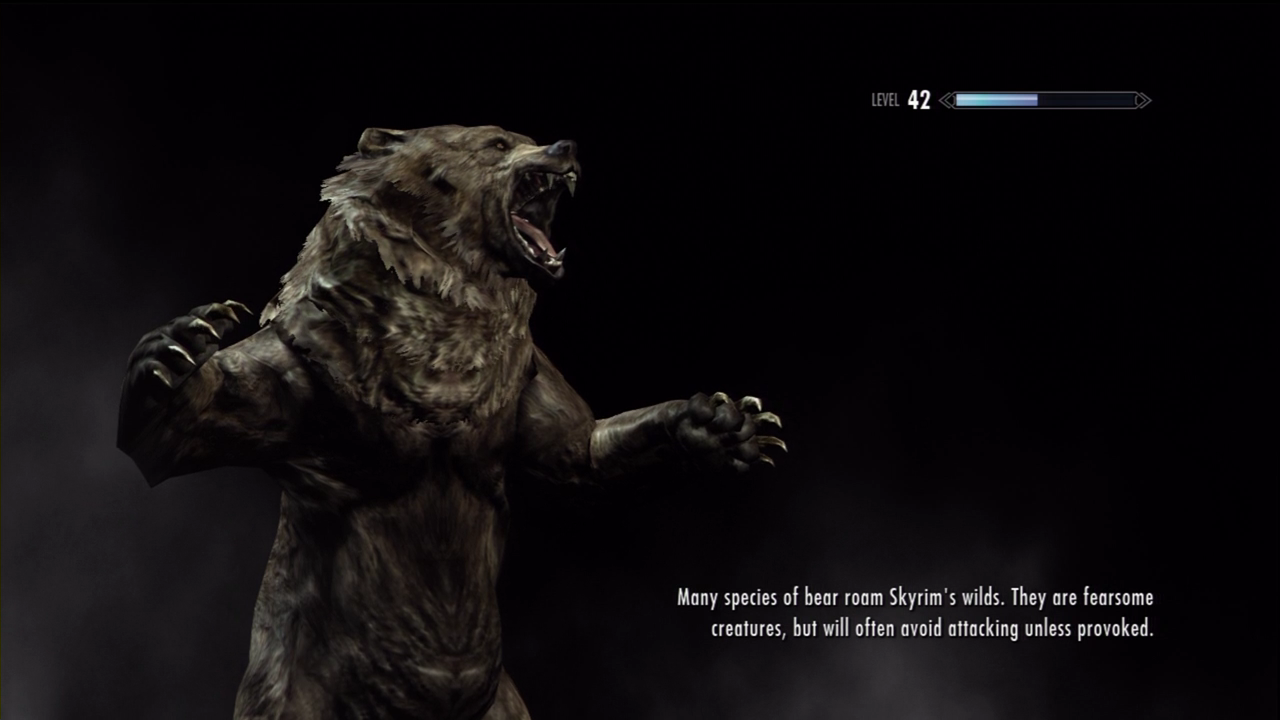 LEVEL 42
Many species of bear roam Skyrim's wilds. They are fearsome
creatures, but will often avoid attacking unless provoked.